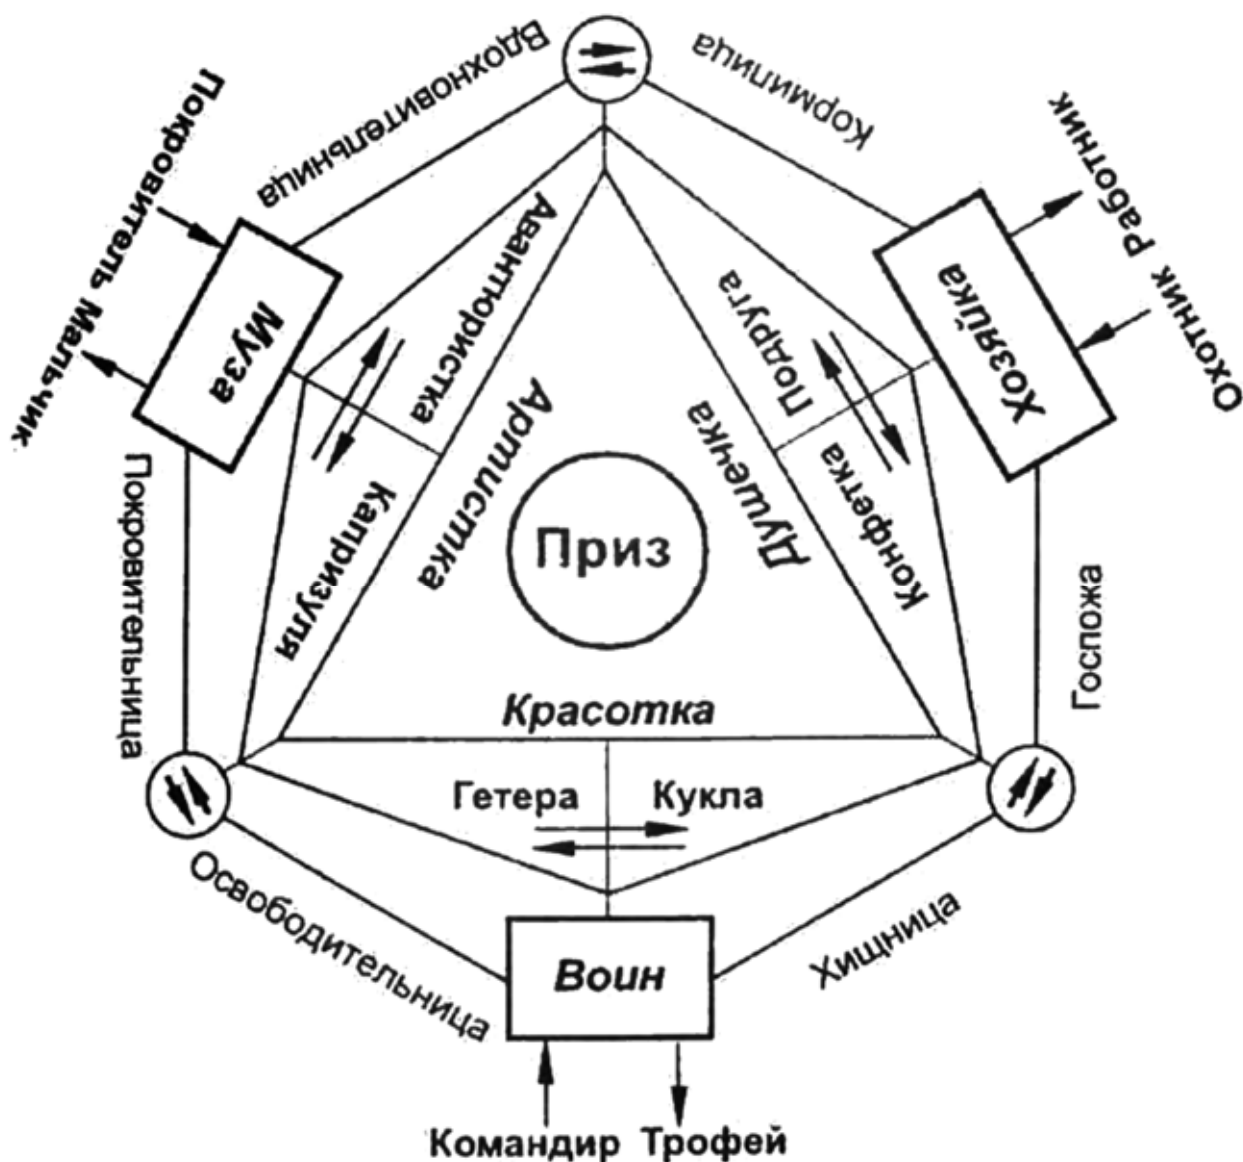 Вдохновительница
Кормилица
Покровитель Мальчик
Охотник Работник
Муза
Хозяйка
Авантюристка
Капризуля
Артистка
Подруга
Конфетка
Душечка
Приз
Покровительница
Госпожа
Красотка
Гетера
Кукла
Освободительница
Хищница
Воин
Командир Трофей